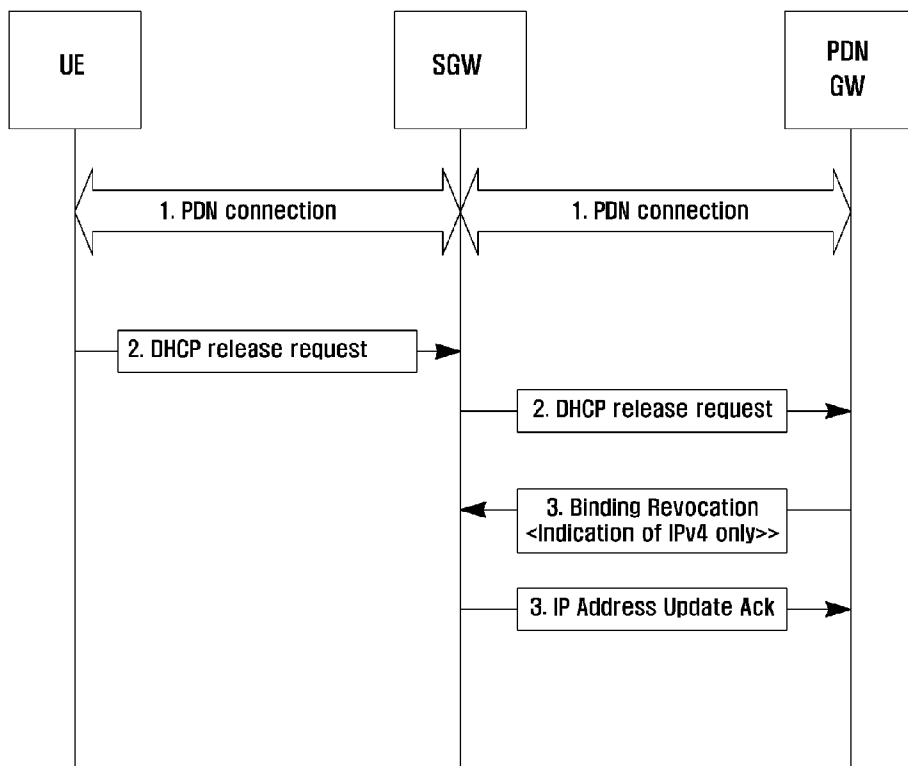 UE
SGW
PDN
GW
1. PDN connection
1. PDN connection
2. DHCP release request
2. DHCP release request
3. Binding Revocation
<Indication of IPv4 only>>
3. IP Address Update Ack